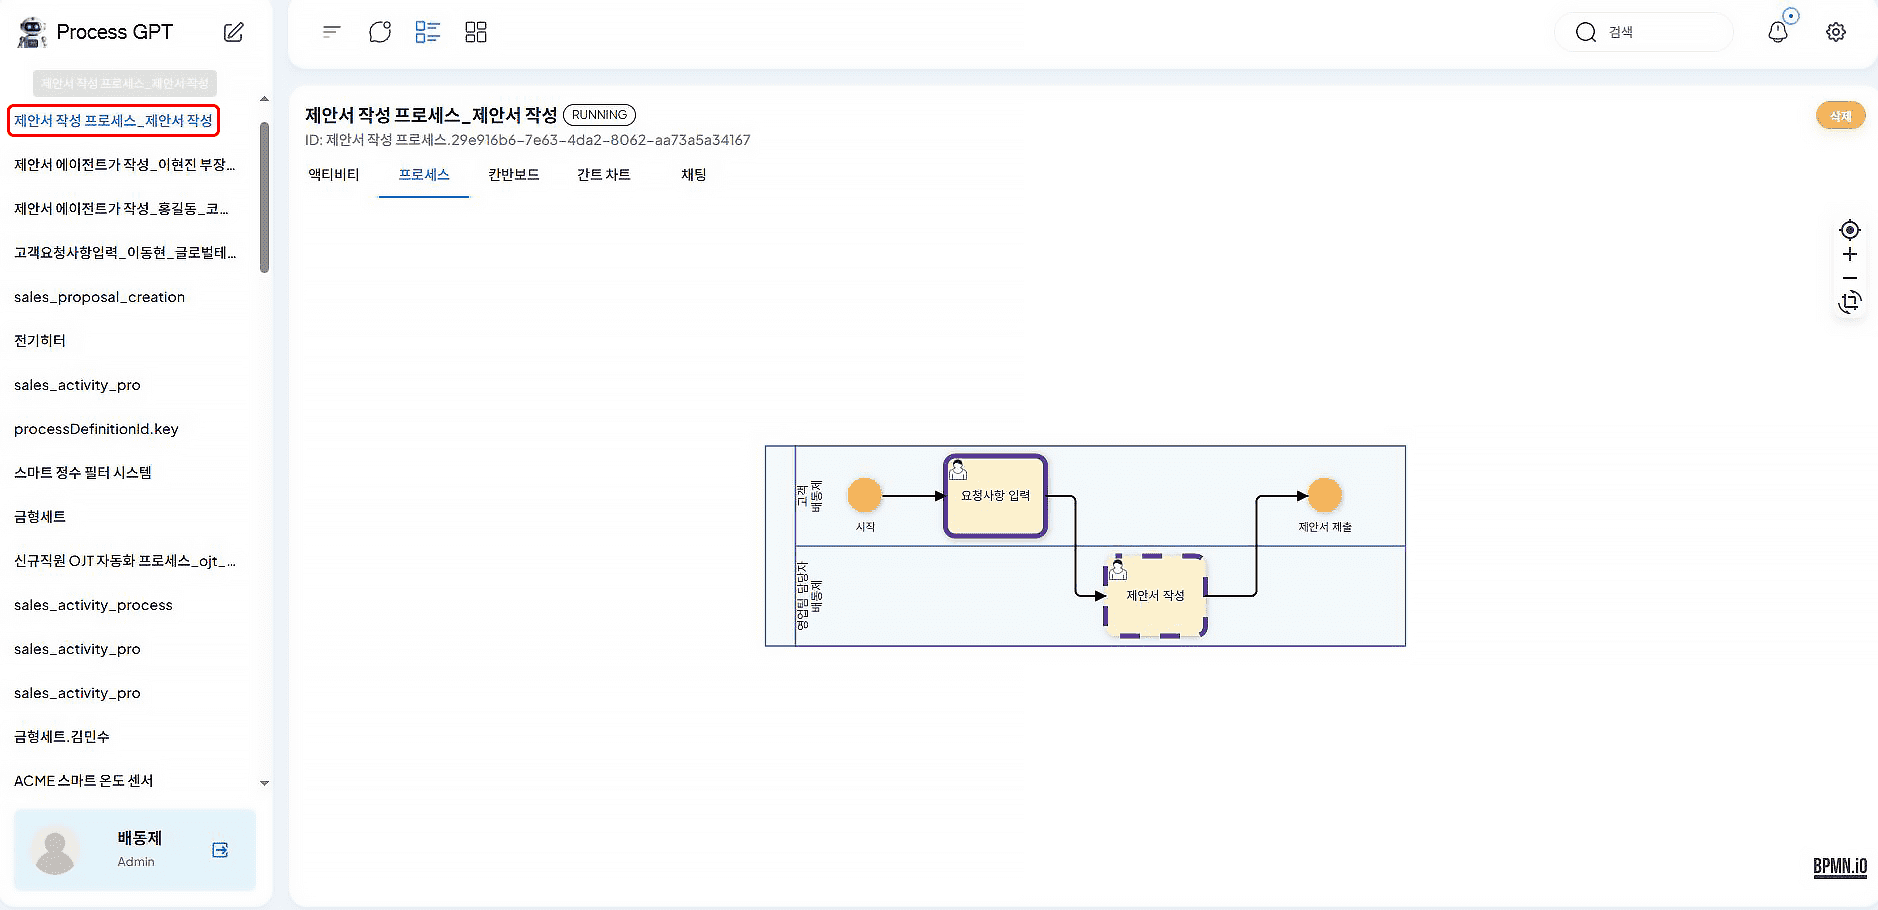 Process GPT
제안서 작성 프로세스_제안서 작성
제안서 작성 프로세스_제안서 작성
제안서 에이전트가 작성_이현진 부장...
제안서 에이전트가 작성_홍길동_코...
고객요청사항입력_이동현_글로벌테...
sales_proposal_creation
전기히터
sales_activity_pro
processDefinitionId.key
스마트 정수 필터 시스템
금형세트
신규직원 OJT 자동화 프로세스_ojt_...
sales_activity_process
sales_activity_pro
sales_activity_pro
금형세트.김민수
ACME 스마트 온도 센서
배동제
Admin
검색
제안서 작성 프로세스_제안서 작성 RUNNING
삭제
ID: 제안서 작성 프로세스.29e916b6-7e63-4da2-8062-aa73a5a34167
액티비티 프로세스 칸반보드 간트 차트 채팅
고객
배동제
시작
요청사항 입력
제안서 제출
영업팀 담당자
배동제
제안서 작성
BPMN.iO